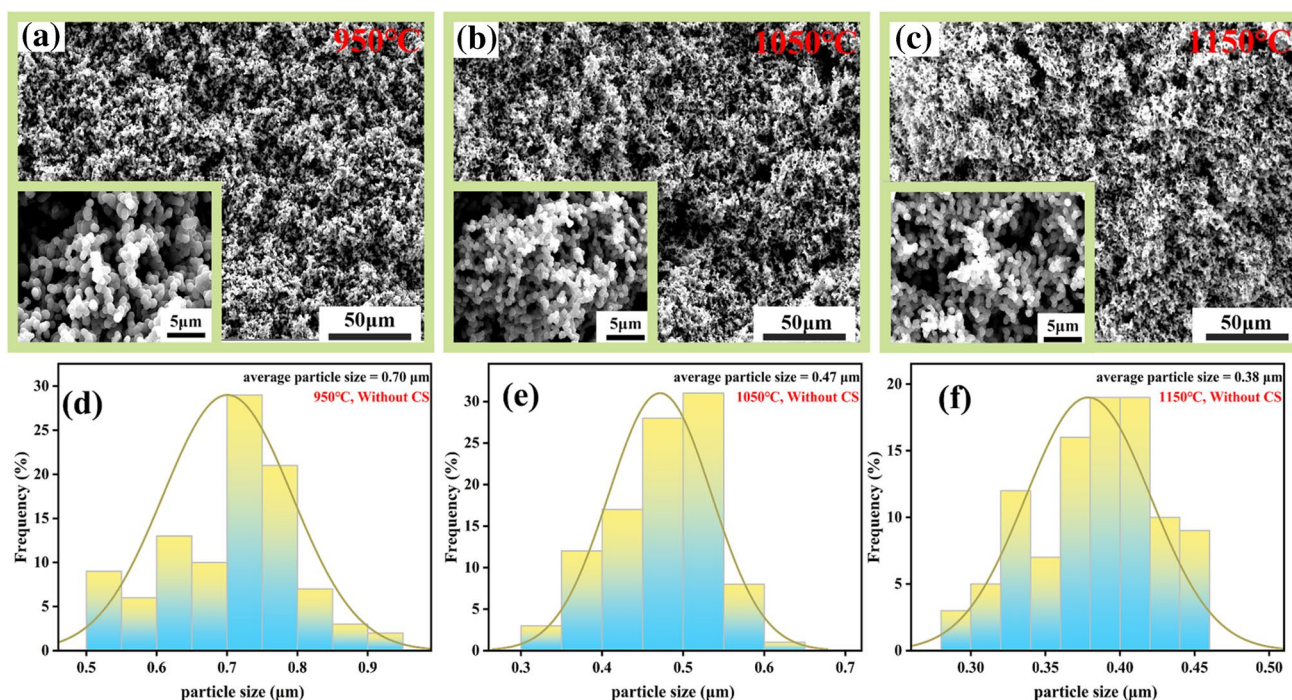 (a)
950℃
5μm
50μm
(b)
1050℃
5μm
50μm
(c)
1150℃
5μm
50μm
(d)
average particle size = 0.70 μm
950℃, Without CS
Frequency (%)
30
25
20
15
10
5
0
0.5 0.6 0.7 0.8 0.9
particle size (μm)
(e)
average particle size = 0.47 μm
1050℃, Without CS
Frequency (%)
30
25
20
15
10
5
0
0.3 0.4 0.5 0.6 0.7
particle size (μm)
(f)
average particle size = 0.38 μm
1150℃, Without CS
Frequency (%)
20
15
10
5
0
0.30 0.35 0.40 0.45 0.50
particle size (μm)